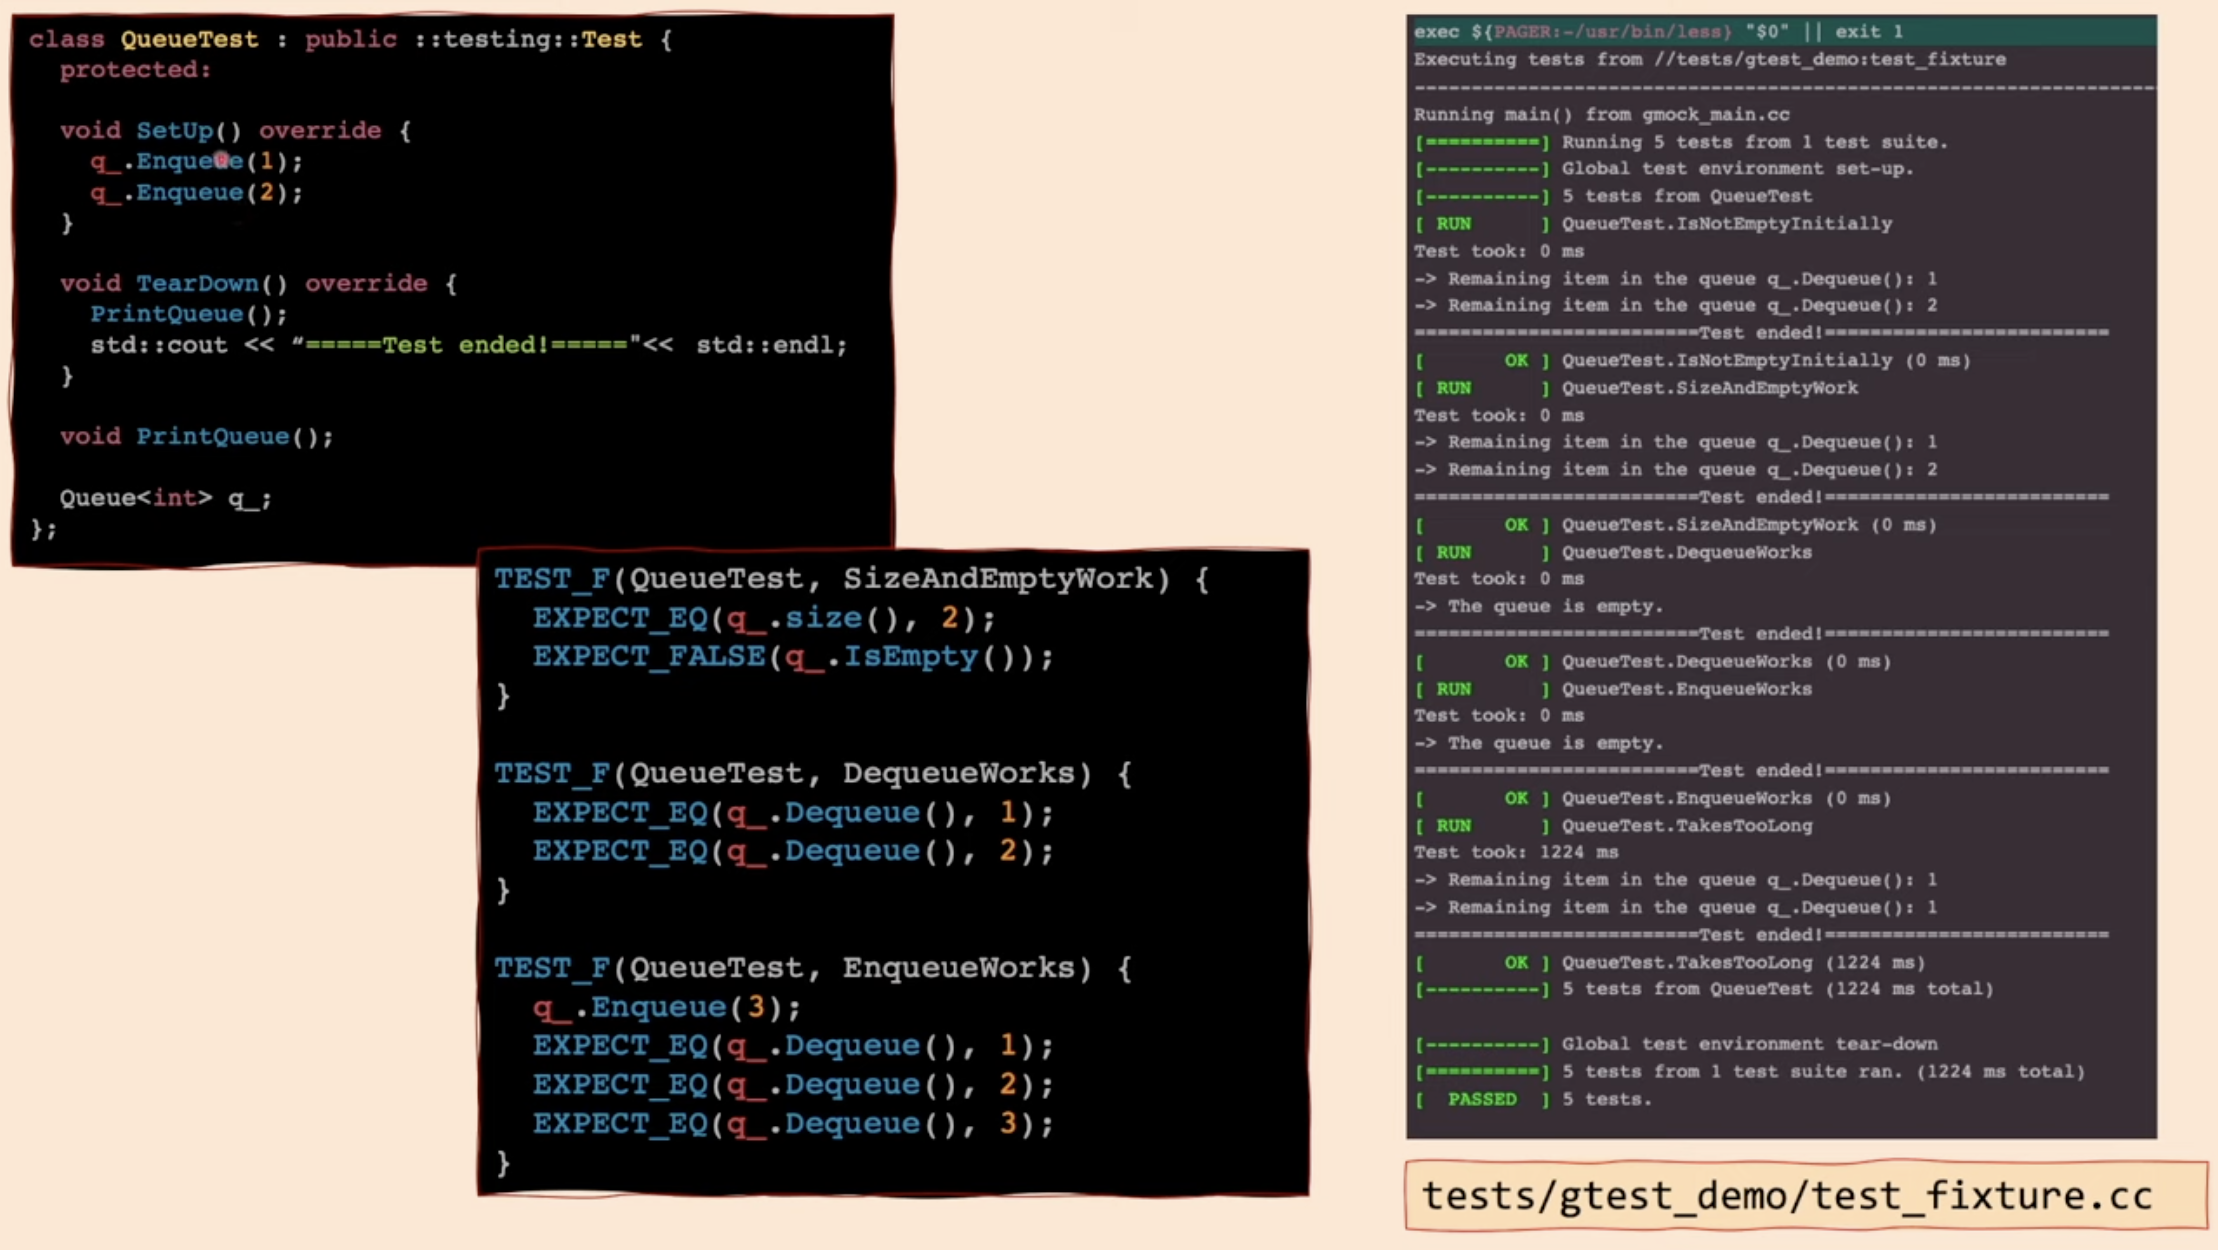 class QueueTest : public ::testing::Test {
protected:
void SetUp() override {
q_.Enqueue(1);
q_.Enqueue(2);
}
void TearDown() override {
PrintQueue();
std::cout << “=====Test ended!====="<< std::endl;
}
void PrintQueue();
Queue<int> q_;
};
TEST_F(QueueTest, SizeAndEmptyWork) {
EXPECT_EQ(q_.size(), 2);
EXPECT_FALSE(q_.IsEmpty());
}
TEST_F(QueueTest, DequeueWorks) {
EXPECT_EQ(q_.Dequeue(), 1);
EXPECT_EQ(q_.Dequeue(), 2);
}
TEST_F(QueueTest, EnqueueWorks) {
q_.Enqueue(3);
EXPECT_EQ(q_.Dequeue(), 1);
EXPECT_EQ(q_.Dequeue(), 2);
EXPECT_EQ(q_.Dequeue(), 3);
}
exec ${PAGER:-/usr/bin/less} "$0" || exit 1
Executing tests from //tests/gtest_demo:test_fixture
-----------------------------------------------------------------
Running main() from gmock_main.cc
[==========] Running 5 tests from 1 test suite.
[----------] Global test environment set-up.
[----------] 5 tests from QueueTest
[ RUN      ] QueueTest.IsNotEmptyInitially
Test took: 0 ms
-> Remaining item in the queue q_.Dequeue(): 1
-> Remaining item in the queue q_.Dequeue(): 2
=========================Test ended!=========================
[       OK ] QueueTest.IsNotEmptyInitially (0 ms)
[ RUN      ] QueueTest.SizeAndEmptyWork
Test took: 0 ms
-> Remaining item in the queue q_.Dequeue(): 1
-> Remaining item in the queue q_.Dequeue(): 2
=========================Test ended!=========================
[       OK ] QueueTest.SizeAndEmptyWork (0 ms)
[ RUN      ] QueueTest.DequeueWorks
Test took: 0 ms
-> The queue is empty.
=========================Test ended!=========================
[       OK ] QueueTest.DequeueWorks (0 ms)
[ RUN      ] QueueTest.EnqueueWorks
Test took: 0 ms
-> The queue is empty.
=========================Test ended!=========================
[       OK ] QueueTest.EnqueueWorks (0 ms)
[ RUN      ] QueueTest.TakesTooLong
Test took: 1224 ms
-> Remaining item in the queue q_.Dequeue(): 1
-> Remaining item in the queue q_.Dequeue(): 1
=========================Test ended!=========================
[       OK ] QueueTest.TakesTooLong (1224 ms)
[----------] 5 tests from QueueTest (1224 ms total)
[----------] Global test environment tear-down
[==========] 5 tests from 1 test suite ran. (1224 ms total)
[  PASSED  ] 5 tests.
tests/gtest_demo/test_fixture.cc